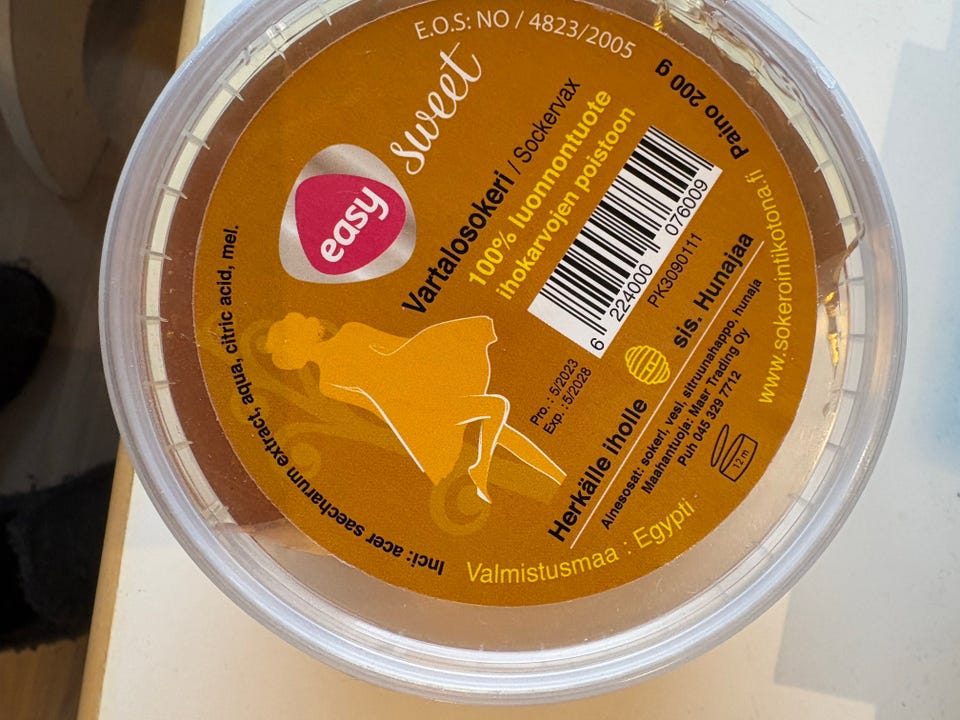 E.O.S: NO / 4823/2005
easy
sweet
Vartalosokeri / Sockervax
100% luonnontuote
ihokarvojen poistoon
Paino 200 g
6 224000 076009
PK3090111
Pro.: 5/2023
Exp.: 5/2028
Herkälle iholle sis. Hunajaa
Ainesosat: sokeri, vesi, sitruunahappo, hunaja
Maahantuoja: Masr Trading Oy
Puh 045 329 7712
12 m
www.sokerointikotona.fi
Valmistusmaa : Egypti
Inci: acer saecharum extract, aqua, citric acid, mel.